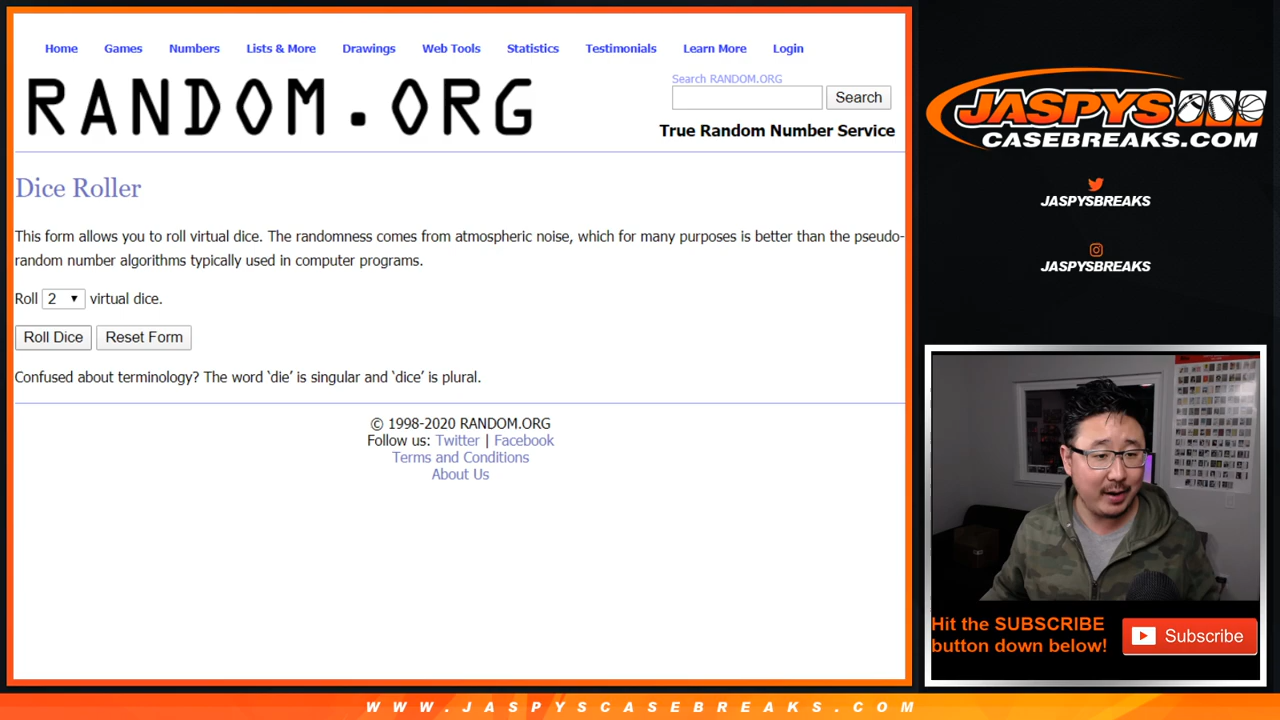 Home Games Numbers Lists & More Drawings Web Tools Statistics Testimonials Learn More Login
RANDOM.ORG
Search RANDOM.ORG
Search
True Random Number Service
Dice Roller
This form allows you to roll virtual dice. The randomness comes from atmospheric noise, which for many purposes is better than the pseudo-
random number algorithms typically used in computer programs.
Roll 2 virtual dice.
Roll Dice Reset Form
Confused about terminology? The word ‘die’ is singular and ‘dice’ is plural.
© 1998-2020 RANDOM.ORG
Follow us: Twitter | Facebook
Terms and Conditions
About Us
JASPYS
CASEBREAKS.COM
JASPYSBREAKS
JASPYSBREAKS
Hit the SUBSCRIBE
button down below!
Subscribe
WWW.JASPYSCASEBREAKS.COM